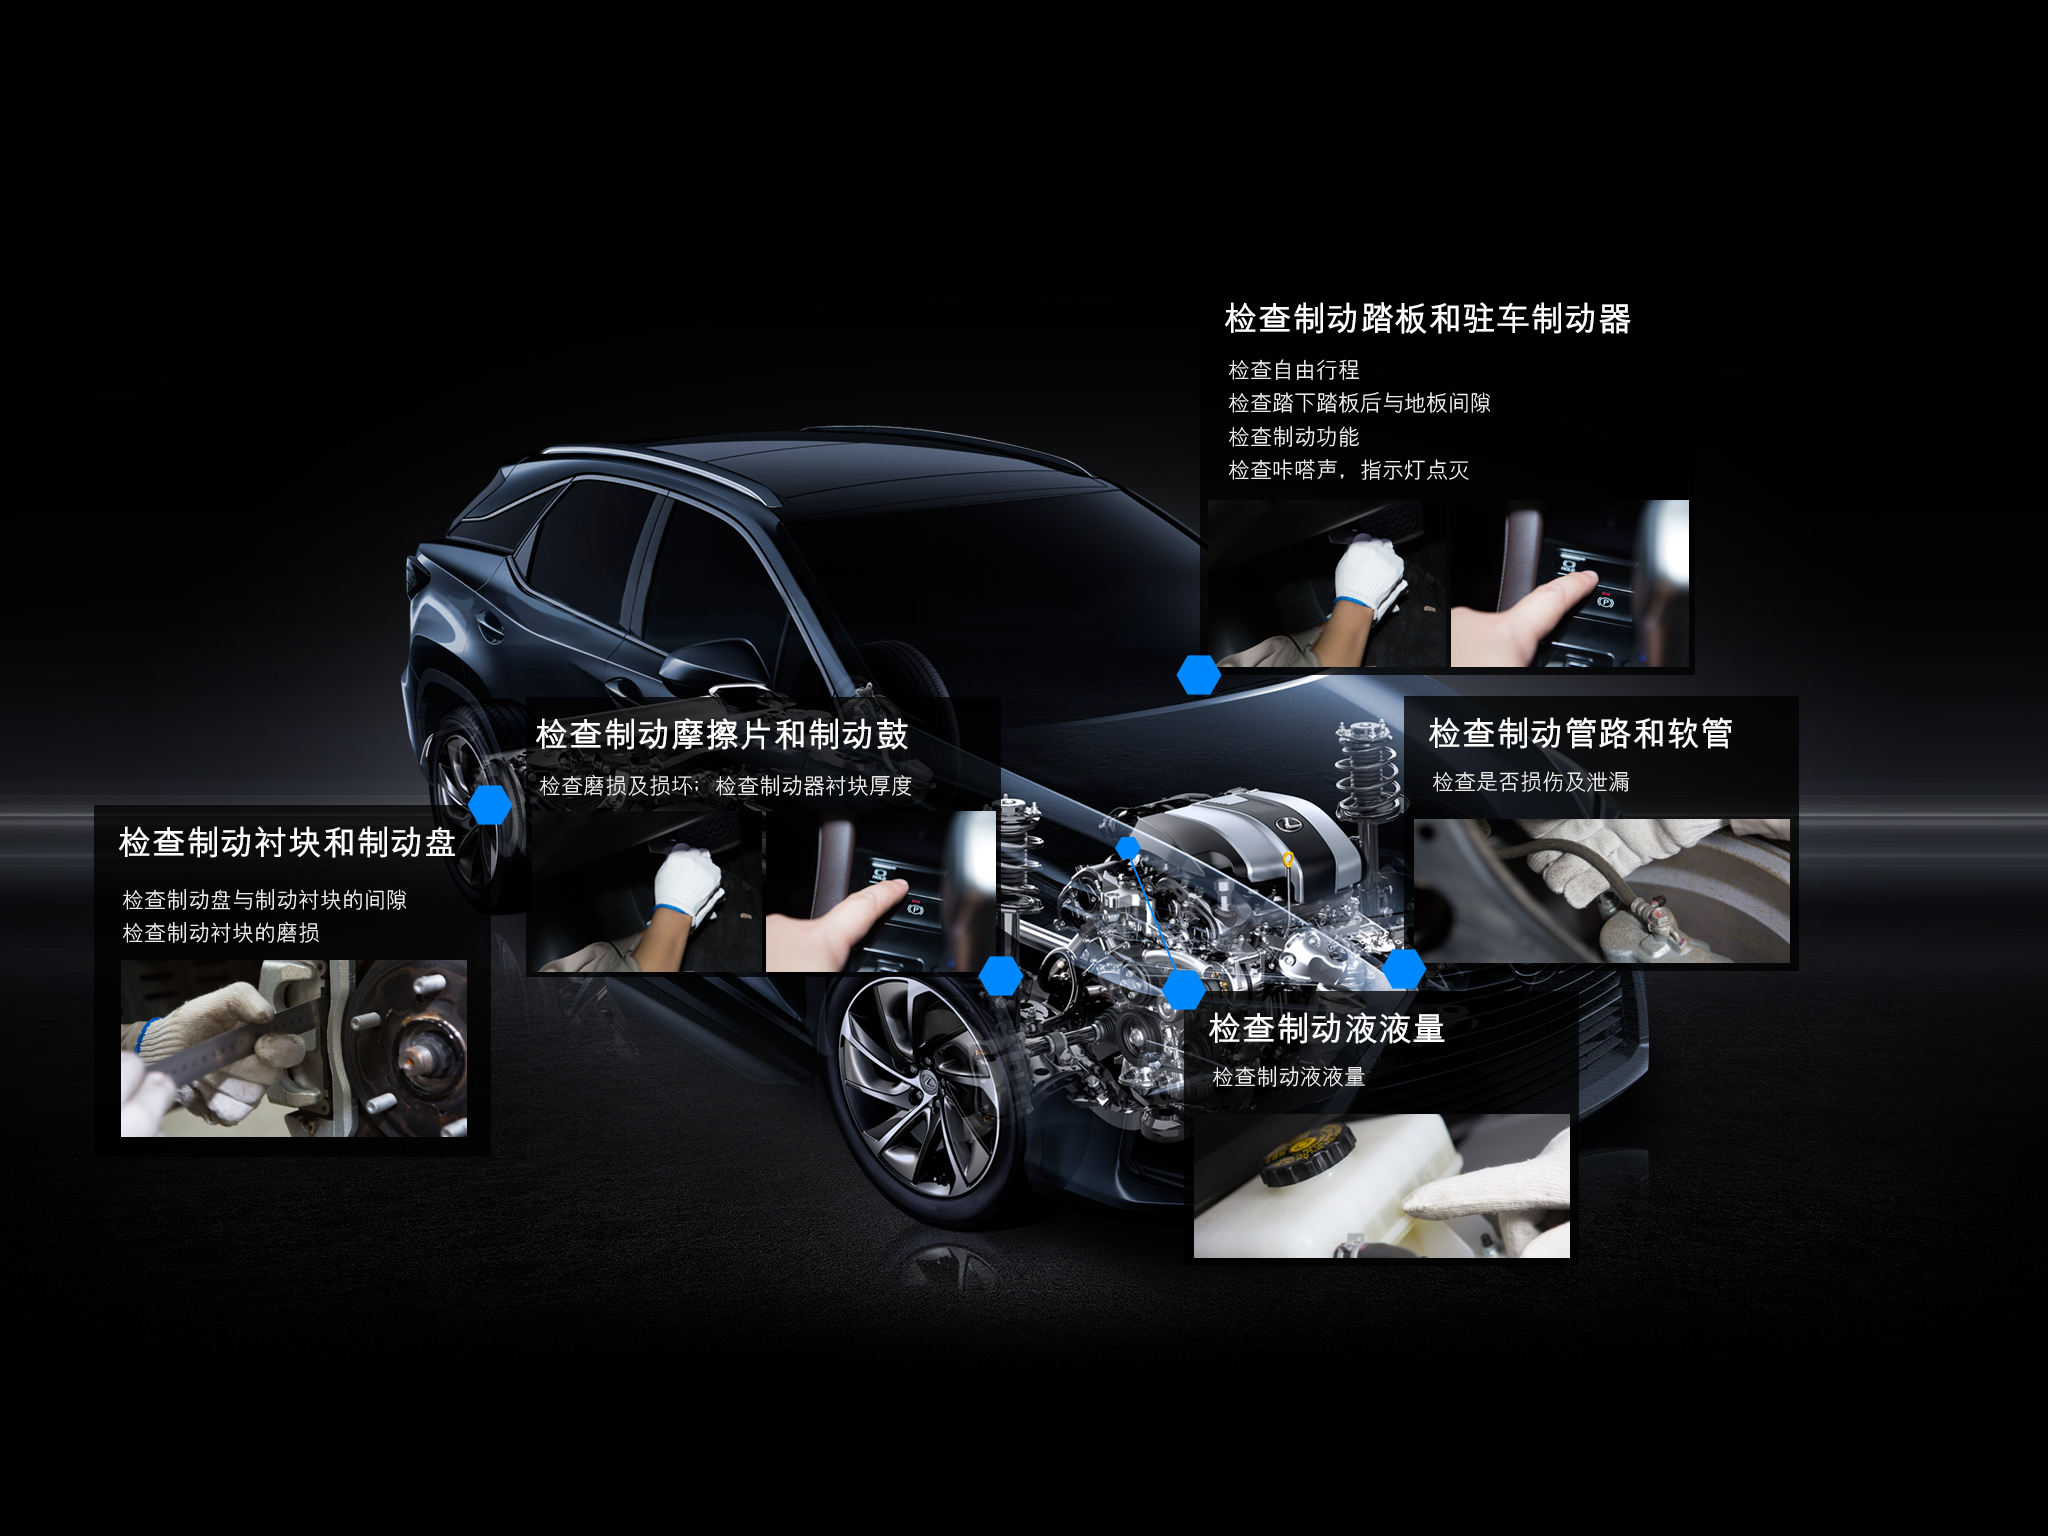 检查制动踏板和驻车制动器
检查自由行程
检查踏下踏板后与地板间隙
检查制动功能
检查咔嗒声，指示灯点灭
检查制动摩擦片和制动鼓
检查磨损及损坏；检查制动器衬块厚度
检查制动管路和软管
检查是否损伤及泄漏
检查制动衬块和制动盘
检查制动盘与制动衬块的间隙
检查制动衬块的磨损
检查制动液液量
检查制动液液量